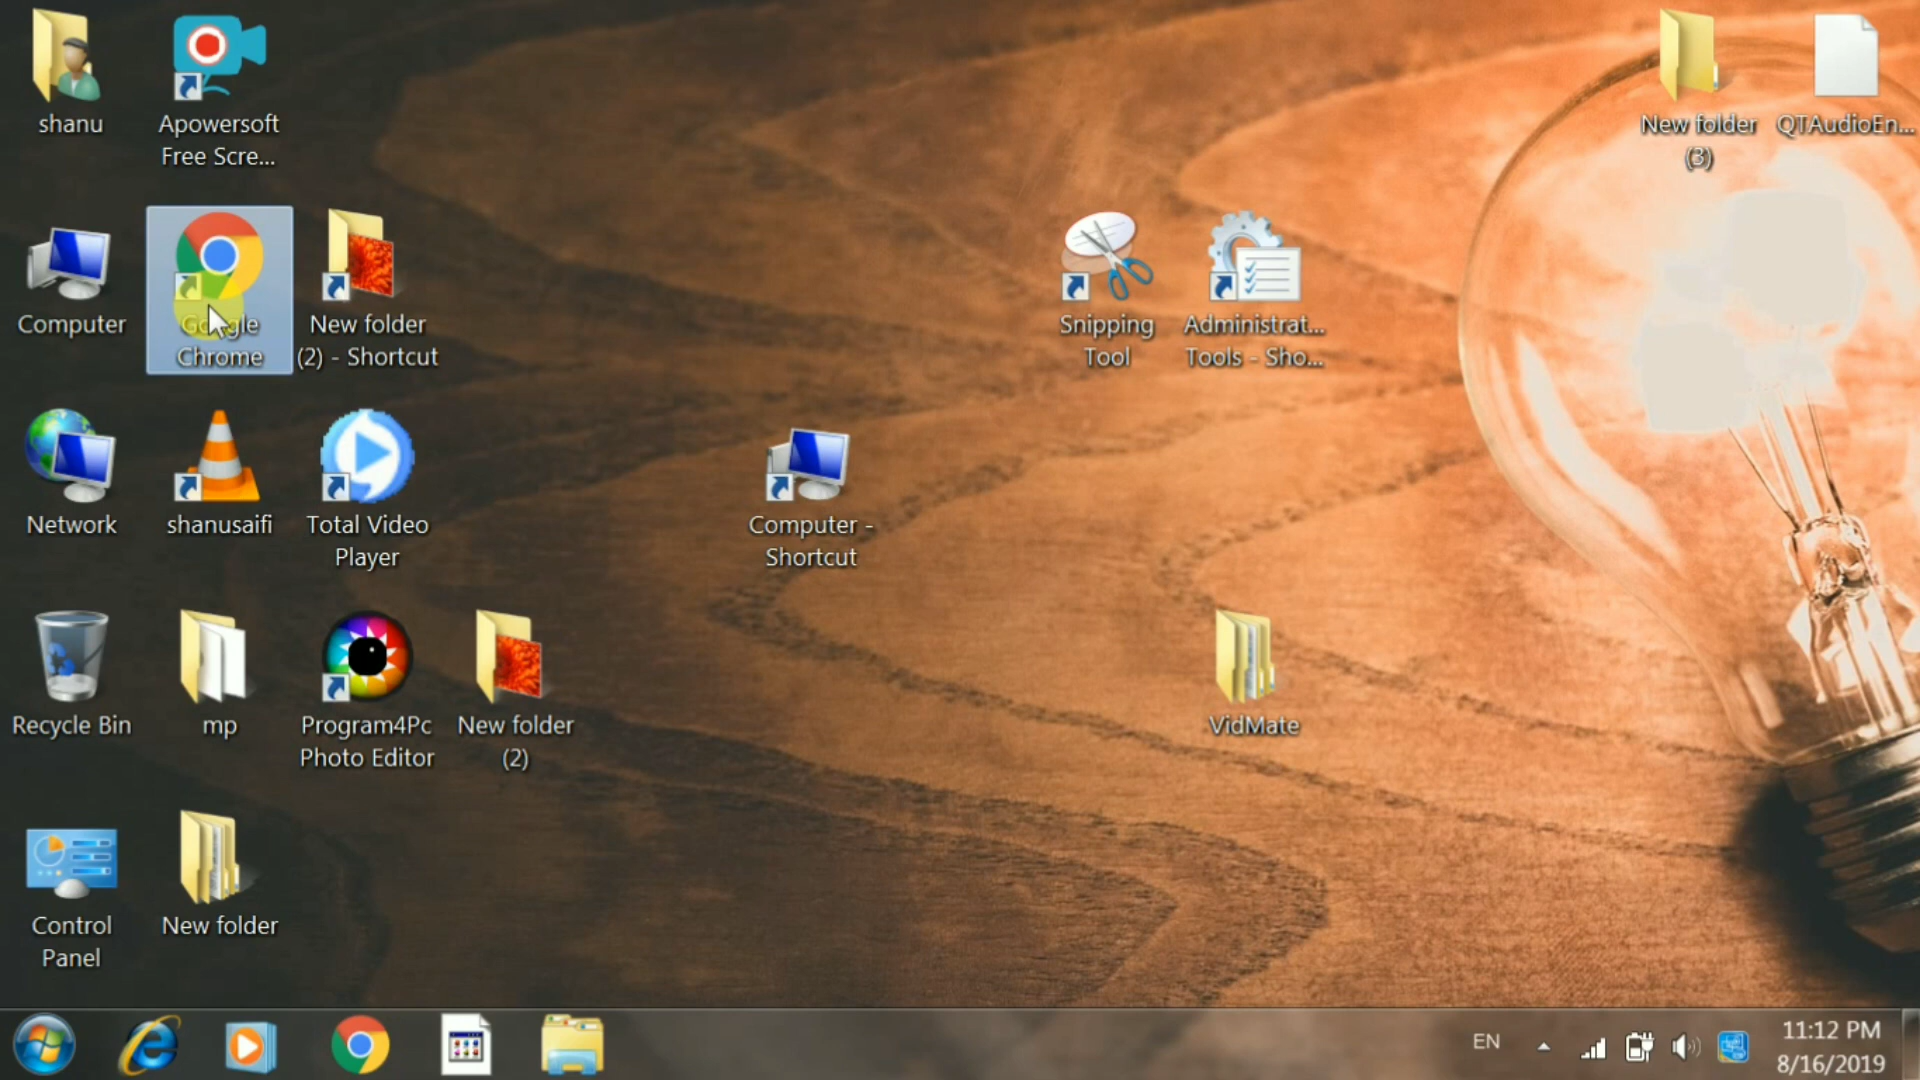 shanu
Apowersoft
Free Scre...
New folder
(3)
QTAudioEn...
Computer
Google
Chrome
New folder
(2) - Shortcut
Snipping
Tool
Administrat...
Tools - Sho...
Network
shanusaifi
Total Video
Player
Computer -
Shortcut
Recycle Bin
mp
Program4Pc
Photo Editor
New folder
(2)
VidMate
Control
Panel
New folder
EN
11:12 PM
8/16/2019